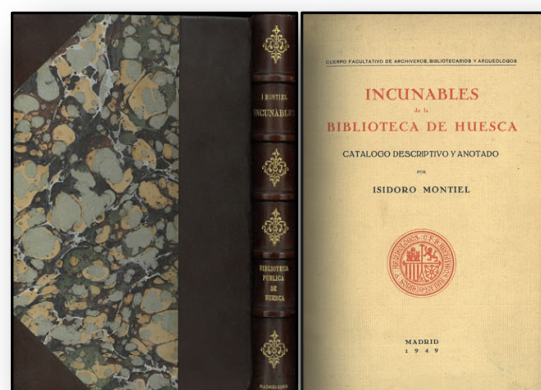 I MONTIEL
INCUNABLES
BIBLIOTECA
PUBLICA
DE
HUESCA
CUERPO FACULTATIVO DE ARCHIVEROS, BIBLIOTECARIOS Y ARQUEOLOGOS
INCUNABLES
de la
BIBLIOTECA DE HUESCA
CATALOGO DESCRIPTIVO Y ANOTADO
POR
ISIDORO MONTIEL
MADRID
1949